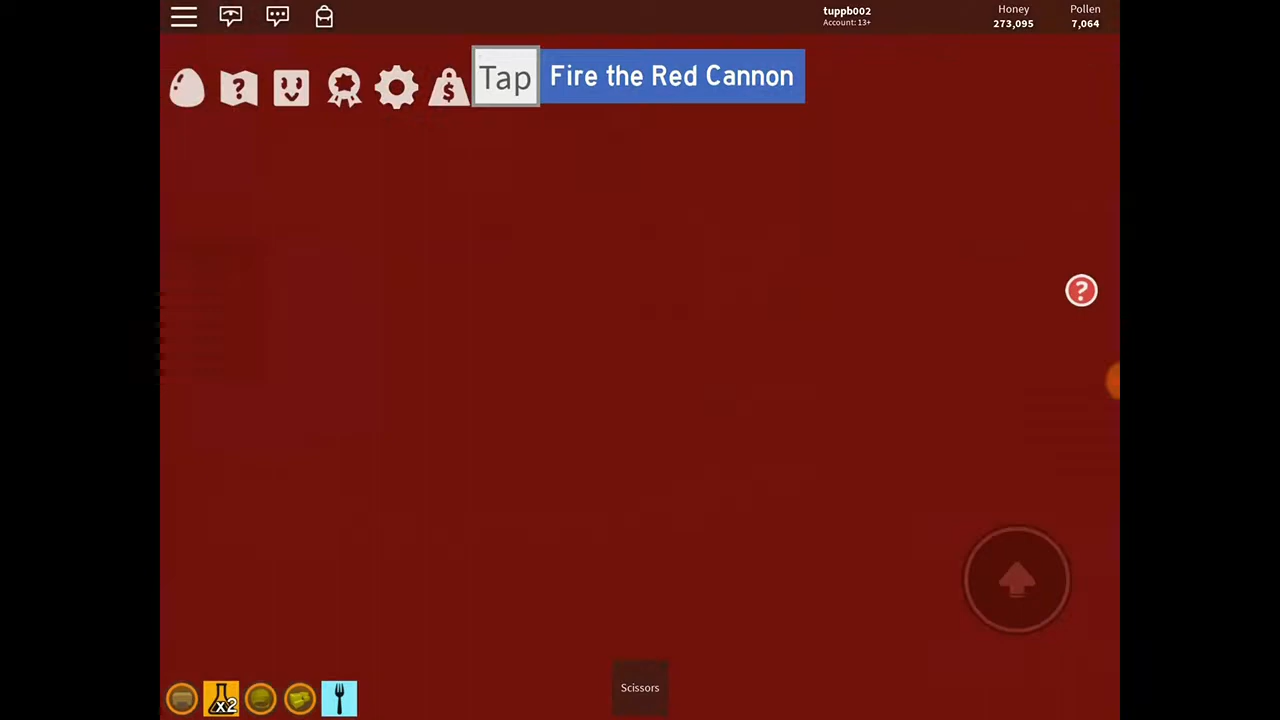 tuppb002
Account: 13+
Honey
273,095
Pollen
7,064
?
$
Tap
Fire the Red Cannon
?
x2
Scissors